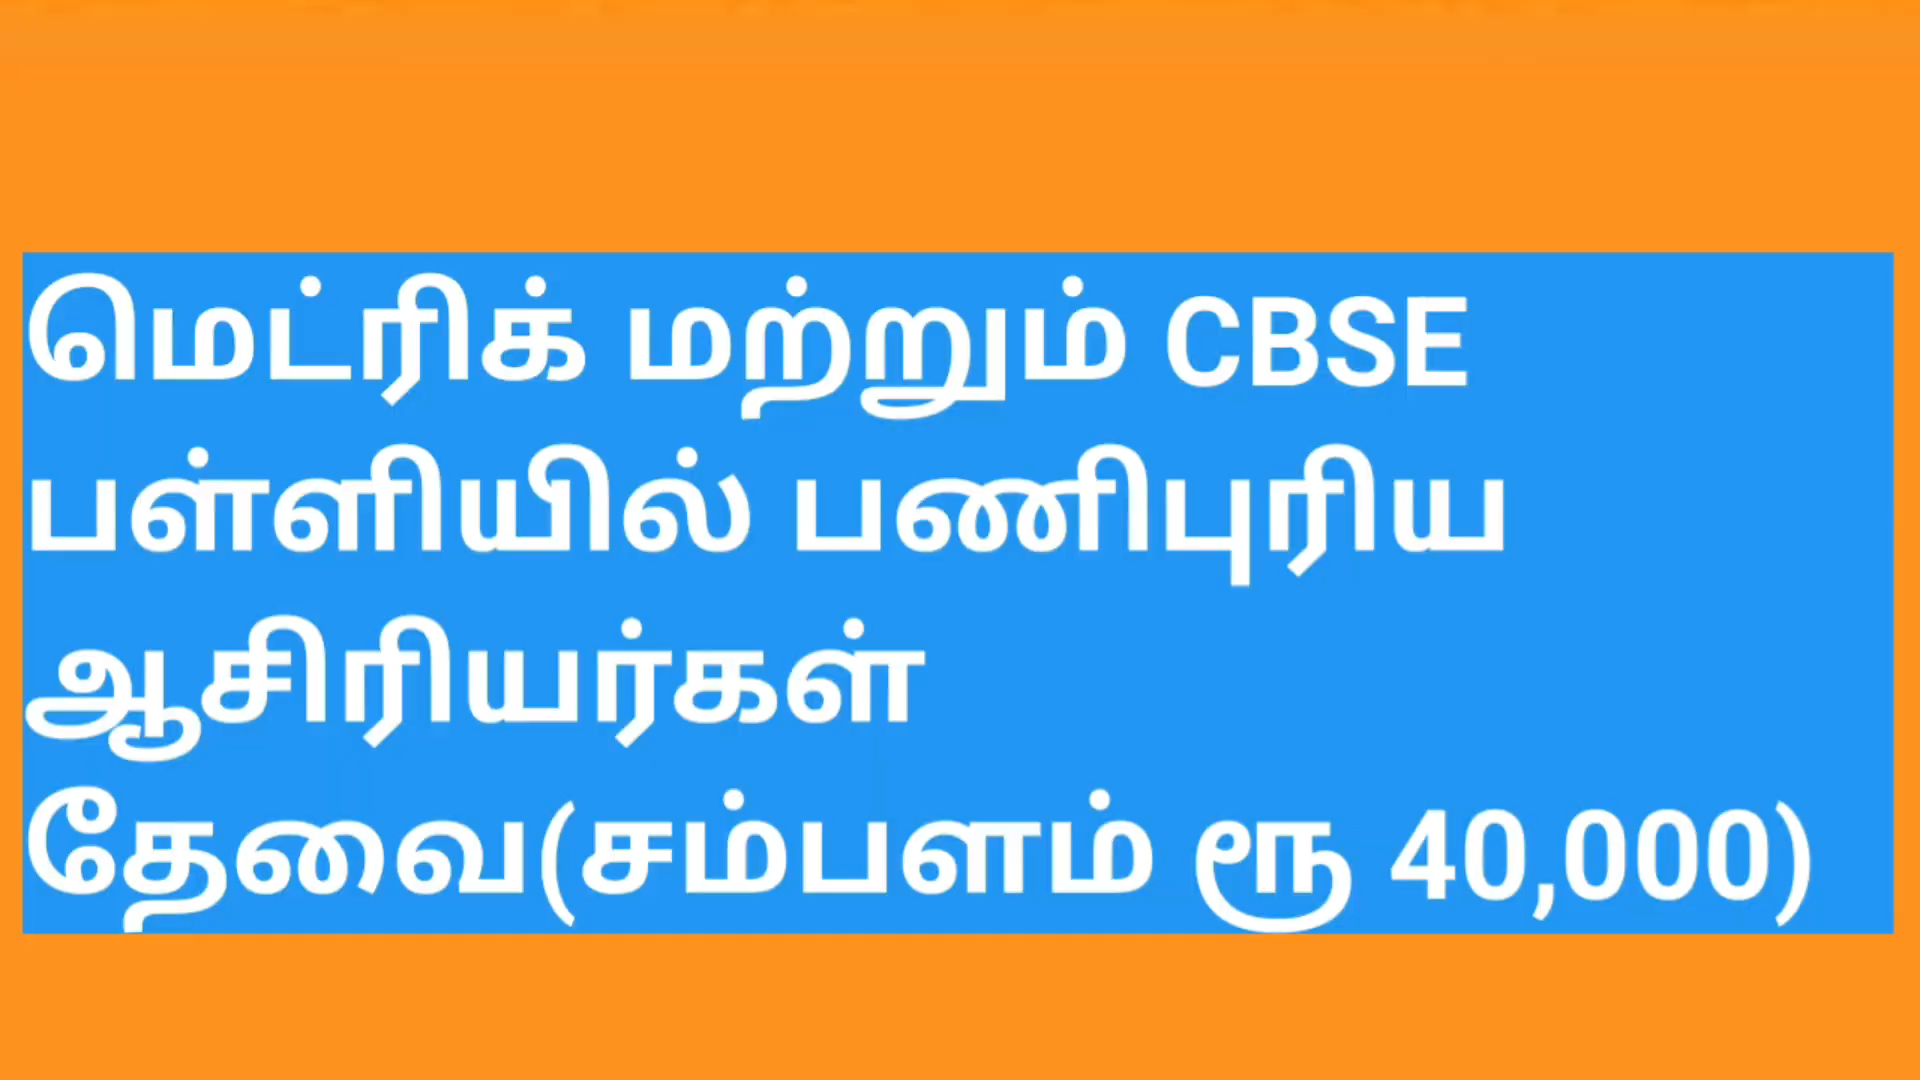 மெட்ரிக் மற்றும் CBSE
பள்ளியில் பணிபுரிய
ஆசிரியர்கள்
தேவை(சம்பளம் ரூ 40,000)